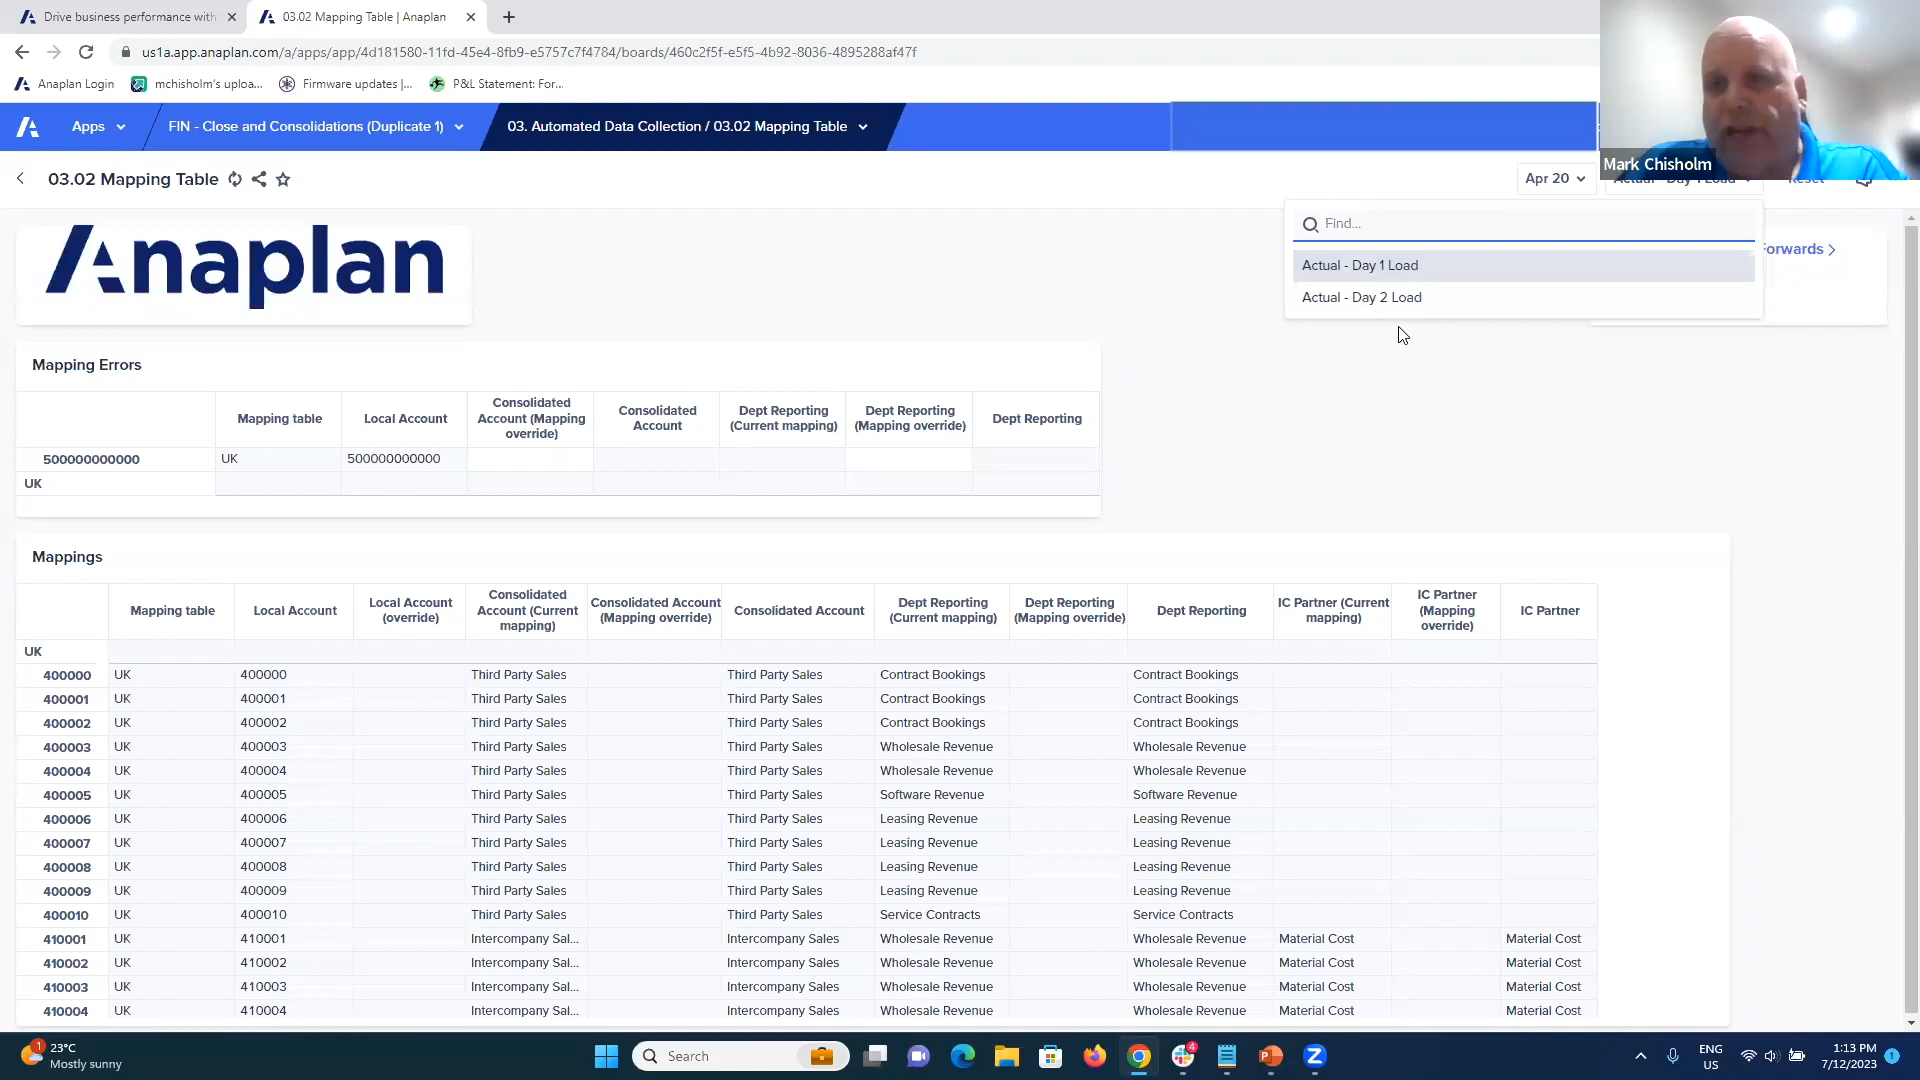 Drive business performance with
03.02 Mapping Table | Anaplan
us1a.app.anaplan.com/a/apps/app/4d181580-11fd-45e4-8fb9-e5757c7f4784/boards/460c2f5f-e5f5-4b92-8036-4895288af47f
Anaplan Login mchisholm's uploa... Firmware updates |... P&L Statement: For...
Apps FIN - Close and Consolidations (Duplicate 1) 03. Automated Data Collection / 03.02 Mapping Table
Mark Chisholm
03.02 Mapping Table Apr 20 Actual - Day 1 Load Reset
Anaplan
Find...
Actual - Day 1 Load
Actual - Day 2 Load
Forwards
Mapping Errors
Mapping table Local Account Consolidated Account (Mapping override) Consolidated Account Dept Reporting (Current mapping) Dept Reporting (Mapping override) Dept Reporting
500000000000 UK 500000000000
UK
Mappings
Mapping table Local Account Local Account (override) Consolidated Account (Current mapping) Consolidated Account (Mapping override) Consolidated Account Dept Reporting (Current mapping) Dept Reporting (Mapping override) Dept Reporting IC Partner (Current mapping) IC Partner (Mapping override) IC Partner
UK
400000 UK 400000 Third Party Sales Third Party Sales Contract Bookings Contract Bookings
400001 UK 400001 Third Party Sales Third Party Sales Contract Bookings Contract Bookings
400002 UK 400002 Third Party Sales Third Party Sales Contract Bookings Contract Bookings
400003 UK 400003 Third Party Sales Third Party Sales Wholesale Revenue Wholesale Revenue
400004 UK 400004 Third Party Sales Third Party Sales Wholesale Revenue Wholesale Revenue
400005 UK 400005 Third Party Sales Third Party Sales Software Revenue Software Revenue
400006 UK 400006 Third Party Sales Third Party Sales Leasing Revenue Leasing Revenue
400007 UK 400007 Third Party Sales Third Party Sales Leasing Revenue Leasing Revenue
400008 UK 400008 Third Party Sales Third Party Sales Leasing Revenue Leasing Revenue
400009 UK 400009 Third Party Sales Third Party Sales Leasing Revenue Leasing Revenue
400010 UK 400010 Third Party Sales Third Party Sales Service Contracts Service Contracts
410001 UK 410001 Intercompany Sal... Intercompany Sales Wholesale Revenue Wholesale Revenue Material Cost Material Cost
410002 UK 410002 Intercompany Sal... Intercompany Sales Wholesale Revenue Wholesale Revenue Material Cost Material Cost
410003 UK 410003 Intercompany Sal... Intercompany Sales Wholesale Revenue Wholesale Revenue Material Cost Material Cost
410004 UK 410004 Intercompany Sal... Intercompany Sales Wholesale Revenue Wholesale Revenue Material Cost Material Cost
1 23°C
Mostly sunny
Search
4
ENG
US
1:13 PM
7/12/2023
1